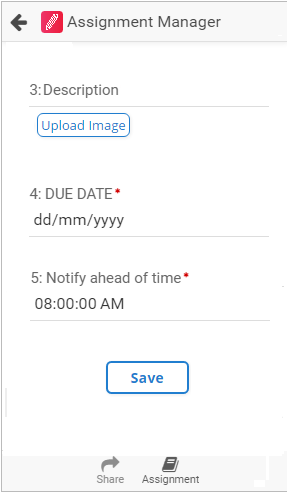 Assignment Manager
3:Description
Upload Image
4: DUE DATE*
dd/mm/yyyy
5: Notify ahead of time*
08:00:00 AM
Save
Share Assignment